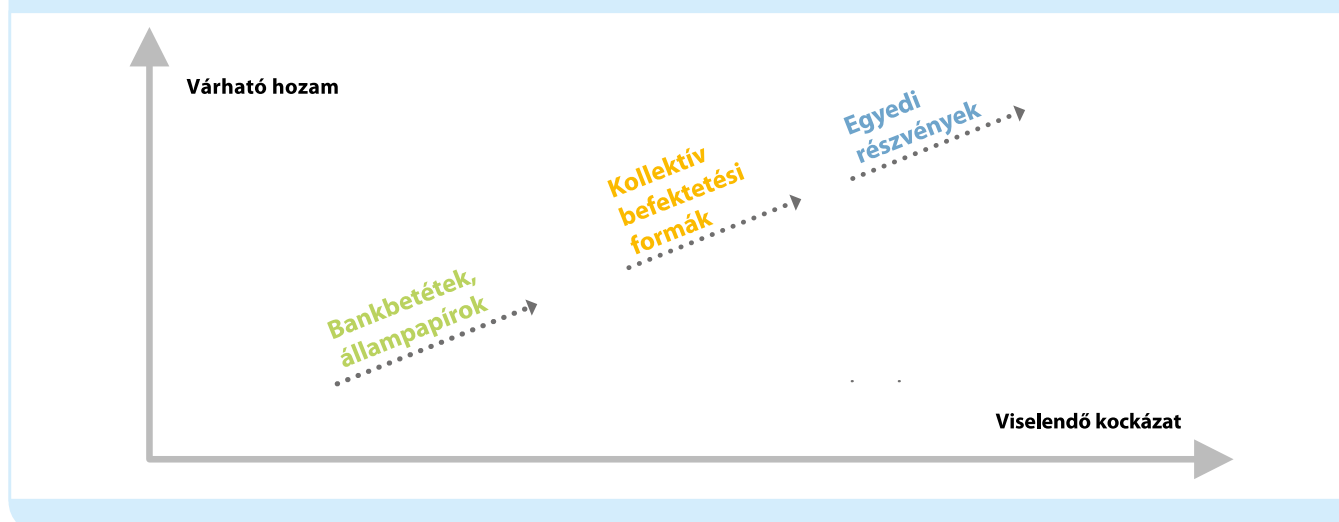 Várható hozam
Egyedi
részvények
Kollektív
befektetési
formák
Bankbetétek,
állampapírok
Viselendő kockázat